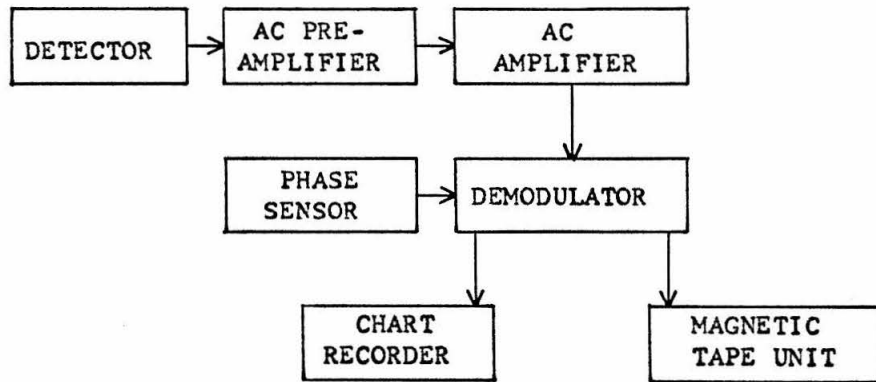 DETECTOR
AC PRE-
AMPLIFIER
AC
AMPLIFIER
PHASE
SENSOR
DEMODULATOR
CHART
RECORDER
MAGNETIC
TAPE UNIT